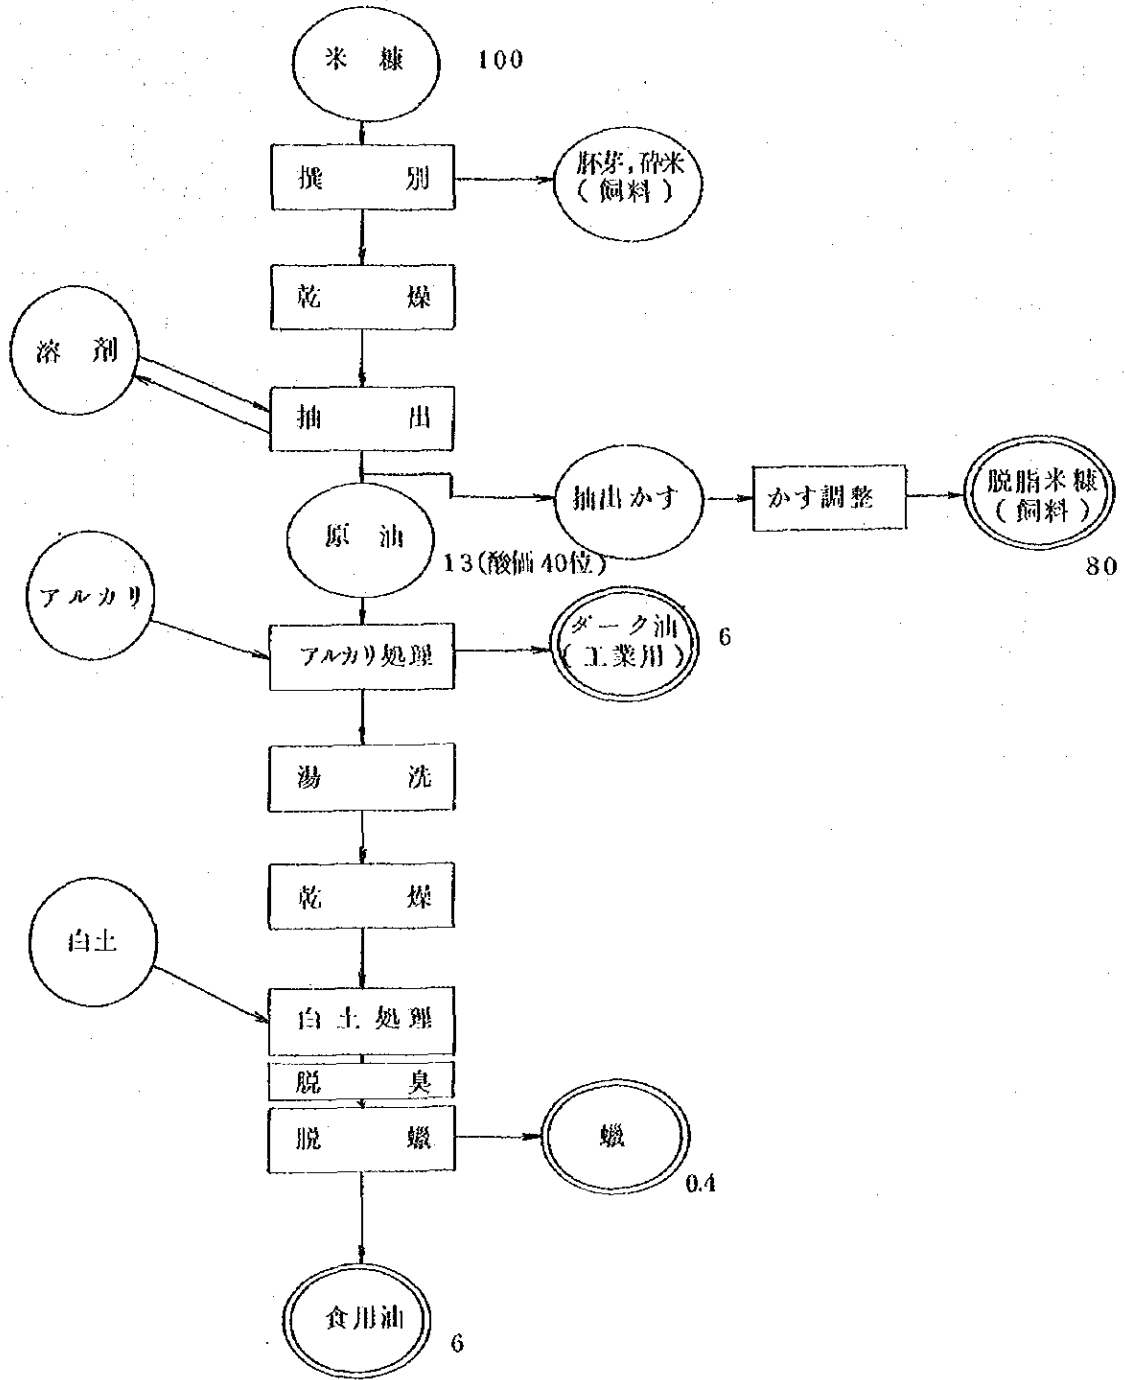 米糠 100
撰別
胚芽,砕米
(飼料)
乾燥
溶剤
抽出
抽出かす
かす調整
脱脂米糠
(飼料)
80
原油
13(酸価40位)
アルカリ
アルカリ処理
ダーク油
(工業用)
6
湯洗
乾燥
白土
白土処理
脱臭
脱蠟
蠟
0.4
食用油
6